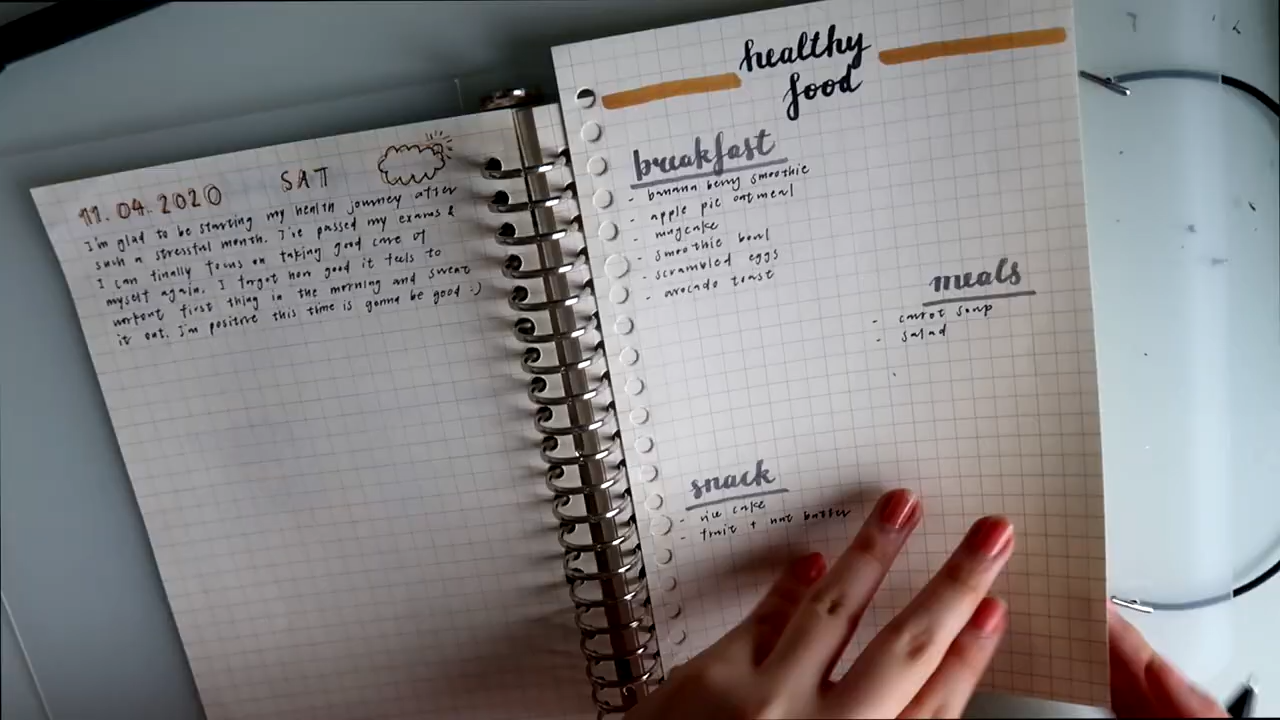 11.04.2020 SAT
I'm glad to be starting my health journey after
such a stressful month. I've passed my exams &
I can finally focus on taking good care of
myself again. I forgot how good it feels to
workout first thing in the morning and sweat
it out. I'm positive this time is gonna be good :)
healthy
food
breakfast
- banana berry smoothie
- apple pie oatmeal
- mugcake
- smoothie bowl
- scrambled eggs
- avocado toast
meals
- carrot soup
- salad
snack
- rice cake
- fruit + nut butter